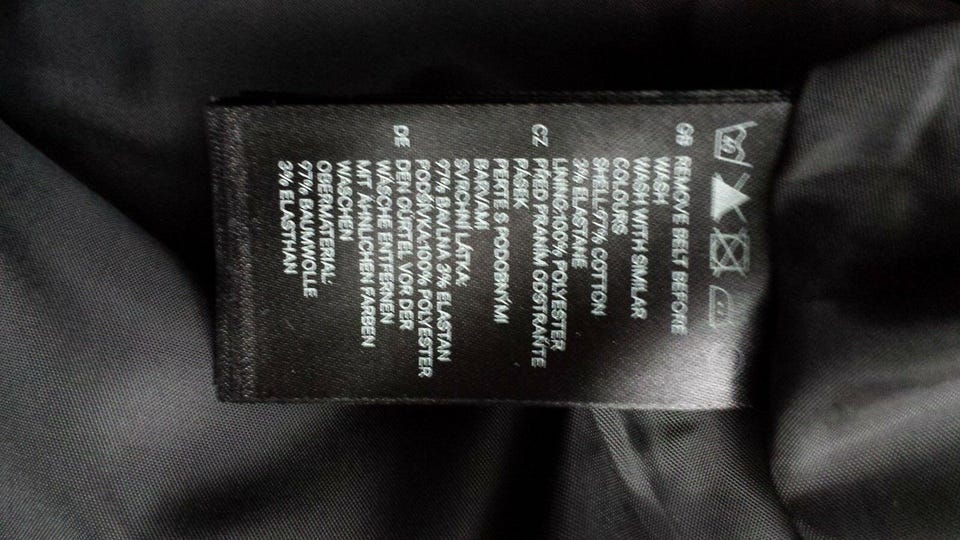 GB REMOVE BELT BEFORE
WASH
WASH WITH SIMILAR
COLOURS
SHELL:97% COTTON
3% ELASTANE
LINING:100% POLYESTER
CZ PŘED PRANÍM ODSTRAŇTE
PÁSEK
PERTE S PODOBNÝMI
BARVAMI
SVRCHNÍ LÁTKA:
97% BAVLNA 3% ELASTAN
PODŠÍVKA:100% POLYESTER
DE DEN GÜRTEL VOR DER
WÄSCHE ENTFERNEN
MIT ÄHNLICHEN FARBEN
WASCHEN
OBERMATERIAL:
97% BAUMWOLLE
3% ELASTHAN